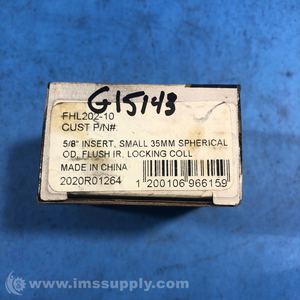 G15143
FHL202-10
CUST P/N#:
5/8" INSERT, SMALL 35MM SPHERICAL
OD, FLUSH IR, LOCKING COLL
MADE IN CHINA
2020R01264
1 200106 966159
www.imssupply.com